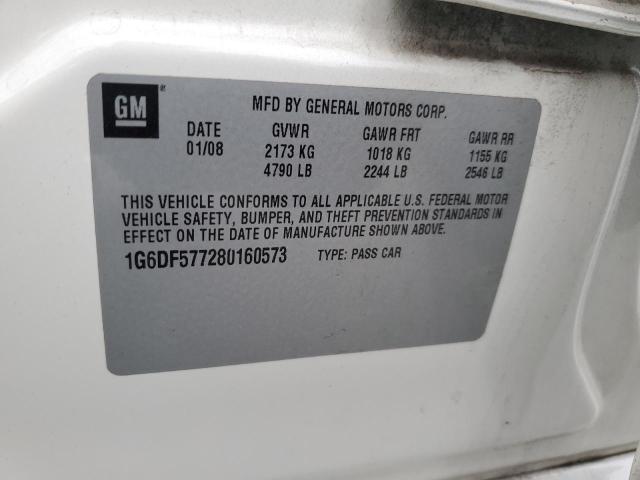 GM
MFD BY GENERAL MOTORS CORP.
DATE GVWR GAWR FRT GAWR RR
01/08 2173 KG 1018 KG 1155 KG
4790 LB 2244 LB 2546 LB
THIS VEHICLE CONFORMS TO ALL APPLICABLE U.S. FEDERAL MOTOR
VEHICLE SAFETY, BUMPER, AND THEFT PREVENTION STANDARDS IN
EFFECT ON THE DATE OF MANUFACTURE SHOWN ABOVE.
1G6DF577280160573 TYPE: PASS CAR